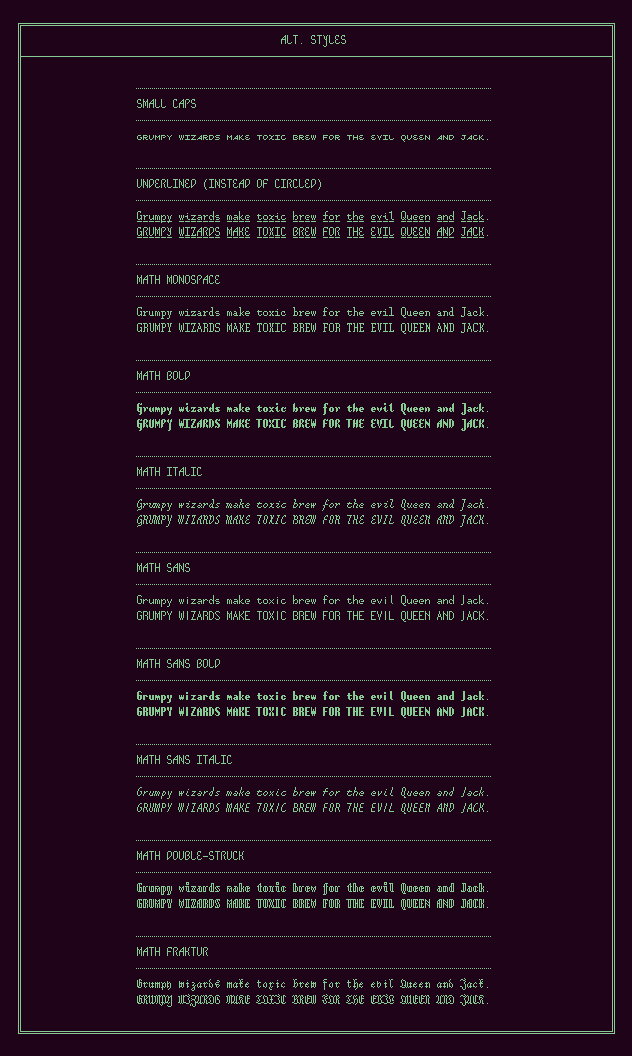 ALT. STYLES
SMALL CAPS
GRUMPY WIZARDS MAKE TOXIC BREW FOR THE EVIL QUEEN AND JACK.
UNDERLINED (INSTEAD OF CIRCLED)
Grumpy wizards make toxic brew for the evil Queen and Jack.
GRUMPY WIZARDS MAKE TOXIC BREW FOR THE EVIL QUEEN AND JACK.
MATH MONOSPACE
Grumpy wizards make toxic brew for the evil Queen and Jack.
GRUMPY WIZARDS MAKE TOXIC BREW FOR THE EVIL QUEEN AND JACK.
MATH BOLD
Grumpy wizards make toxic brew for the evil Queen and Jack.
GRUMPY WIZARDS MAKE TOXIC BREW FOR THE EVIL QUEEN AND JACK.
MATH ITALIC
Grumpy wizards make toxic brew for the evil Queen and Jack.
GRUMPY WIZARDS MAKE TOXIC BREW FOR THE EVIL QUEEN AND JACK.
MATH SANS
Grumpy wizards make toxic brew for the evil Queen and Jack.
GRUMPY WIZARDS MAKE TOXIC BREW FOR THE EVIL QUEEN AND JACK.
MATH SANS BOLD
Grumpy wizards make toxic brew for the evil Queen and Jack.
GRUMPY WIZARDS MAKE TOXIC BREW FOR THE EVIL QUEEN AND JACK.
MATH SANS ITALIC
Grumpy wizards make toxic brew for the evil Queen and Jack.
GRUMPY WIZARDS MAKE TOXIC BREW FOR THE EVIL QUEEN AND JACK.
MATH DOUBLE-STRUCK
Grumpy wizards make toxic brew for the evil Queen and Jack.
GRUMPY WIZARDS MAKE TOXIC BREW FOR THE EVIL QUEEN AND JACK.
MATH FRAKTUR
Grumpy wizards make toxic brew for the evil Queen and Jack.
GRUMPY WIZARDS MAKE TOXIC BREW FOR THE EVIL QUEEN AND JACK.